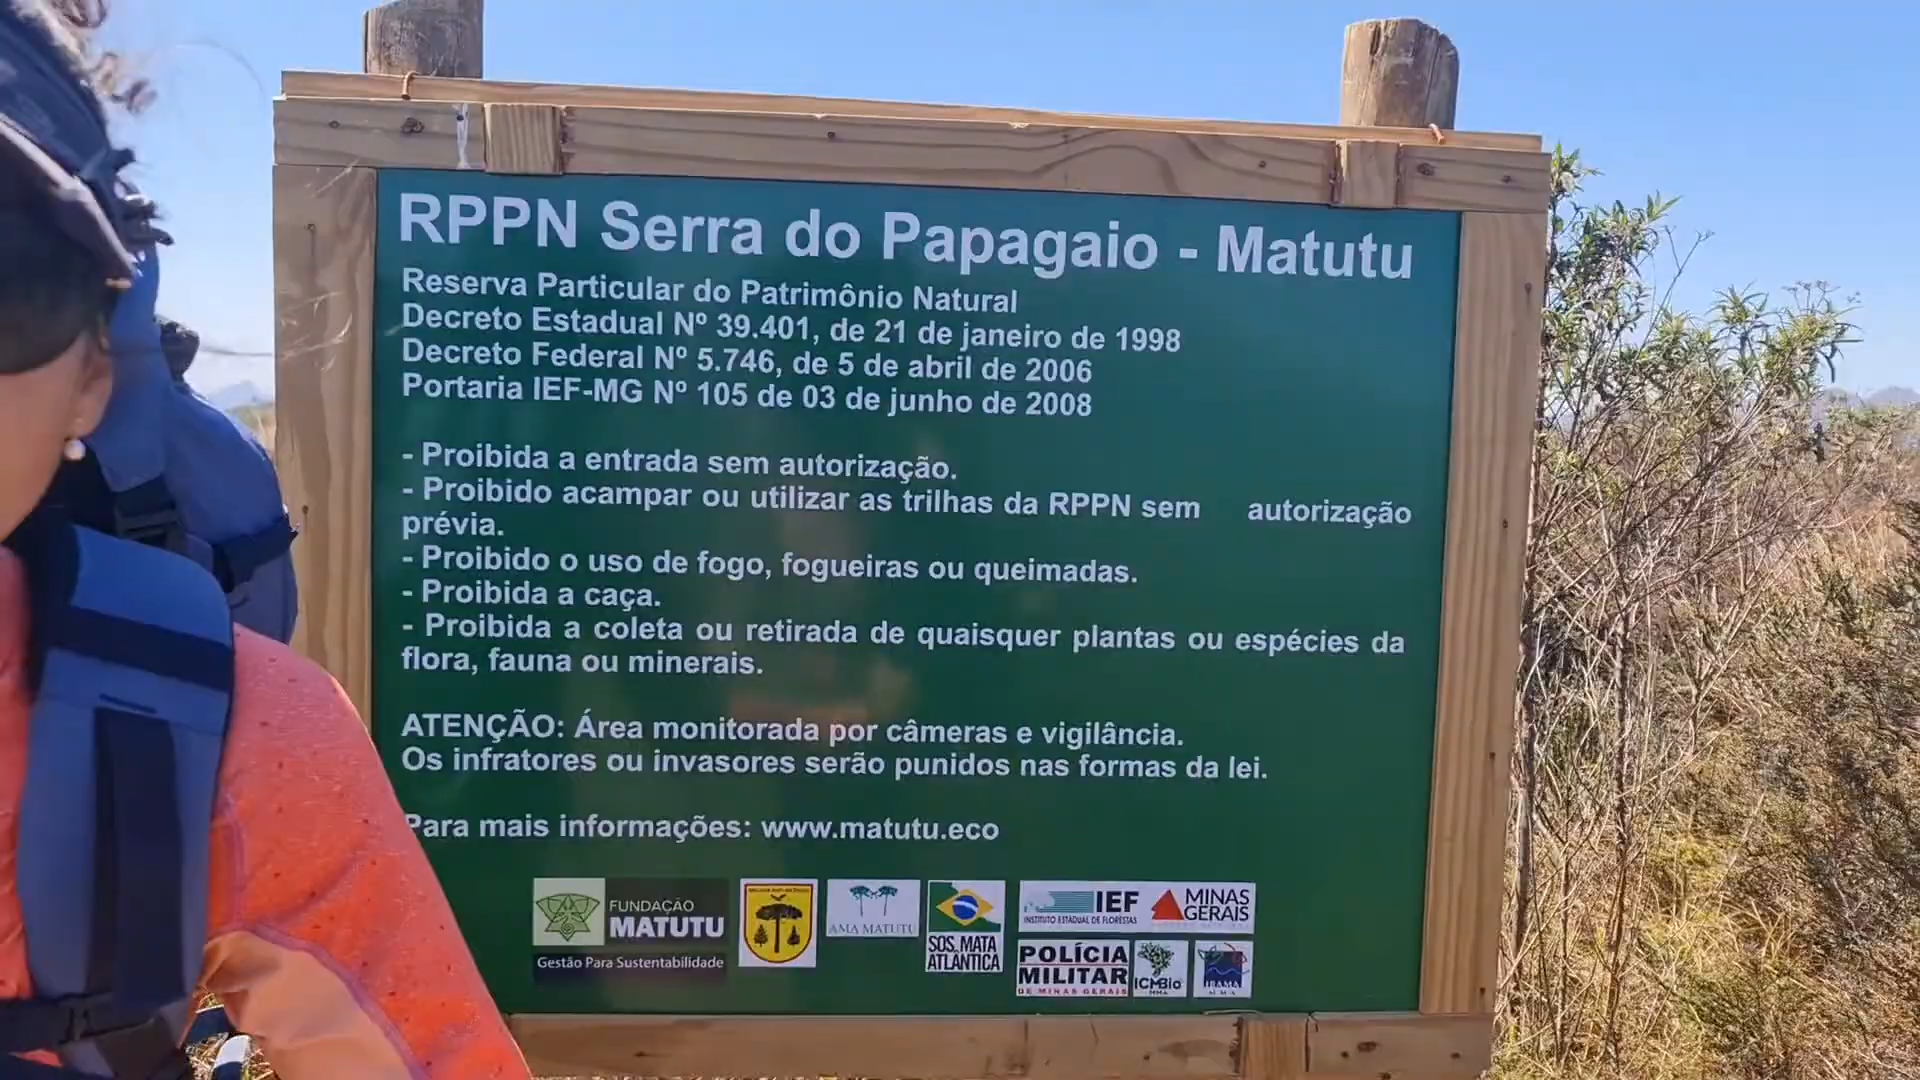 RPPN Serra do Papagaio - Matutu
Reserva Particular do Patrimônio Natural
Decreto Estadual Nº 39.401, de 21 de janeiro de 1998
Decreto Federal Nº 5.746, de 5 de abril de 2006
Portaria IEF-MG Nº 105 de 03 de junho de 2008
- Proibida a entrada sem autorização.
- Proibido acampar ou utilizar as trilhas da RPPN sem autorização
prévia.
- Proibido o uso de fogo, fogueiras ou queimadas.
- Proibida a caça.
- Proibida a coleta ou retirada de quaisquer plantas ou espécies da
flora, fauna ou minerais.
ATENÇÃO: Área monitorada por câmeras e vigilância.
Os infratores ou invasores serão punidos nas formas da lei.
Para mais informações: www.matutu.eco
FUNDAÇÃO
MATUTU
Gestão Para Sustentabilidade
AMA MATUTU
SOS MATA
ATLÂNTICA
IEF
INSTITUTO ESTADUAL DE FLORESTAS
MINAS
GERAIS
POLÍCIA
MILITAR
DE MINAS GERAIS
ICMBio
MMA
IBAMA
M M A